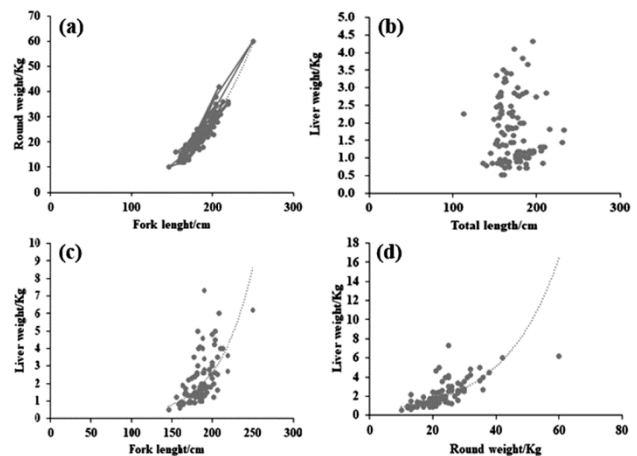 (a)
Round weight/Kg
70
60
50
40
30
20
10
0
0 100 200 300
Fork lenght/cm
(b)
Liver weight/Kg
5.0
4.5
4.0
3.5
3.0
2.5
2.0
1.5
1.0
0.5
0.0
0 100 200 300
Total length/cm
(c)
Liver weight/Kg
10
9
8
7
6
5
4
3
2
1
0
0 100 200 300
Fork lenght/cm
(d)
Liver weight/Kg
18
16
14
12
10
8
6
4
2
0
0 20 40 60 80
Round weight/Kg